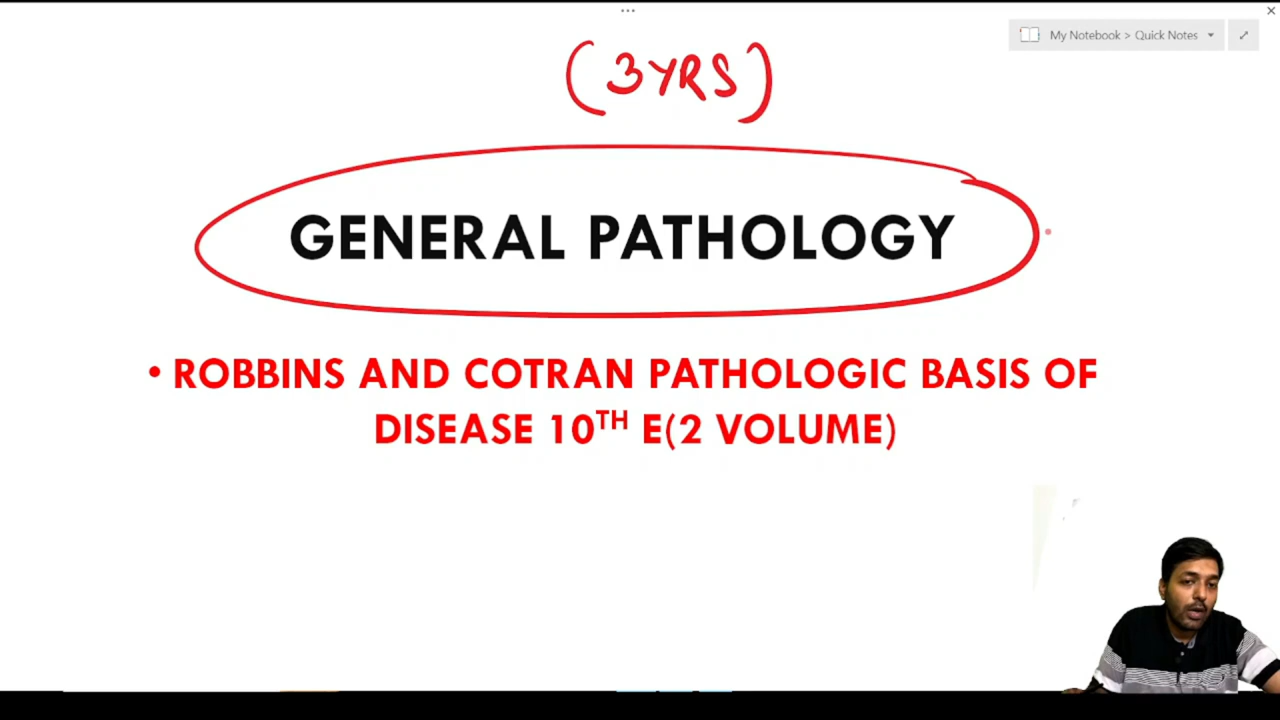 My Notebook > Quick Notes
(3YRS)
GENERAL PATHOLOGY
• ROBBINS AND COTRAN PATHOLOGIC BASIS OF
DISEASE 10TH E(2 VOLUME)